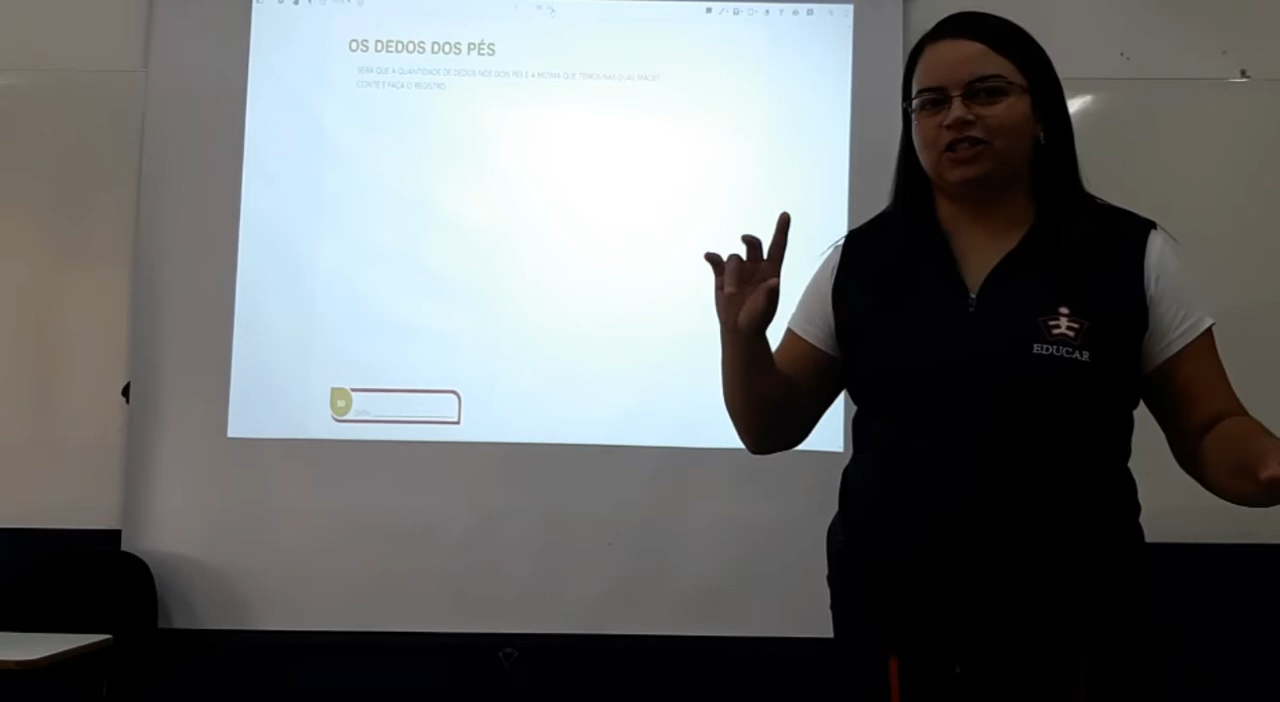 OS DEDOS DOS PÉS
SERÁ QUE A QUANTIDADE DE DEDOS NOS DOIS PÉS É A MESMA QUE TEMOS NAS DUAS MÃOS?
CONTE E FAÇA O REGISTRO.
50
EDUCAR